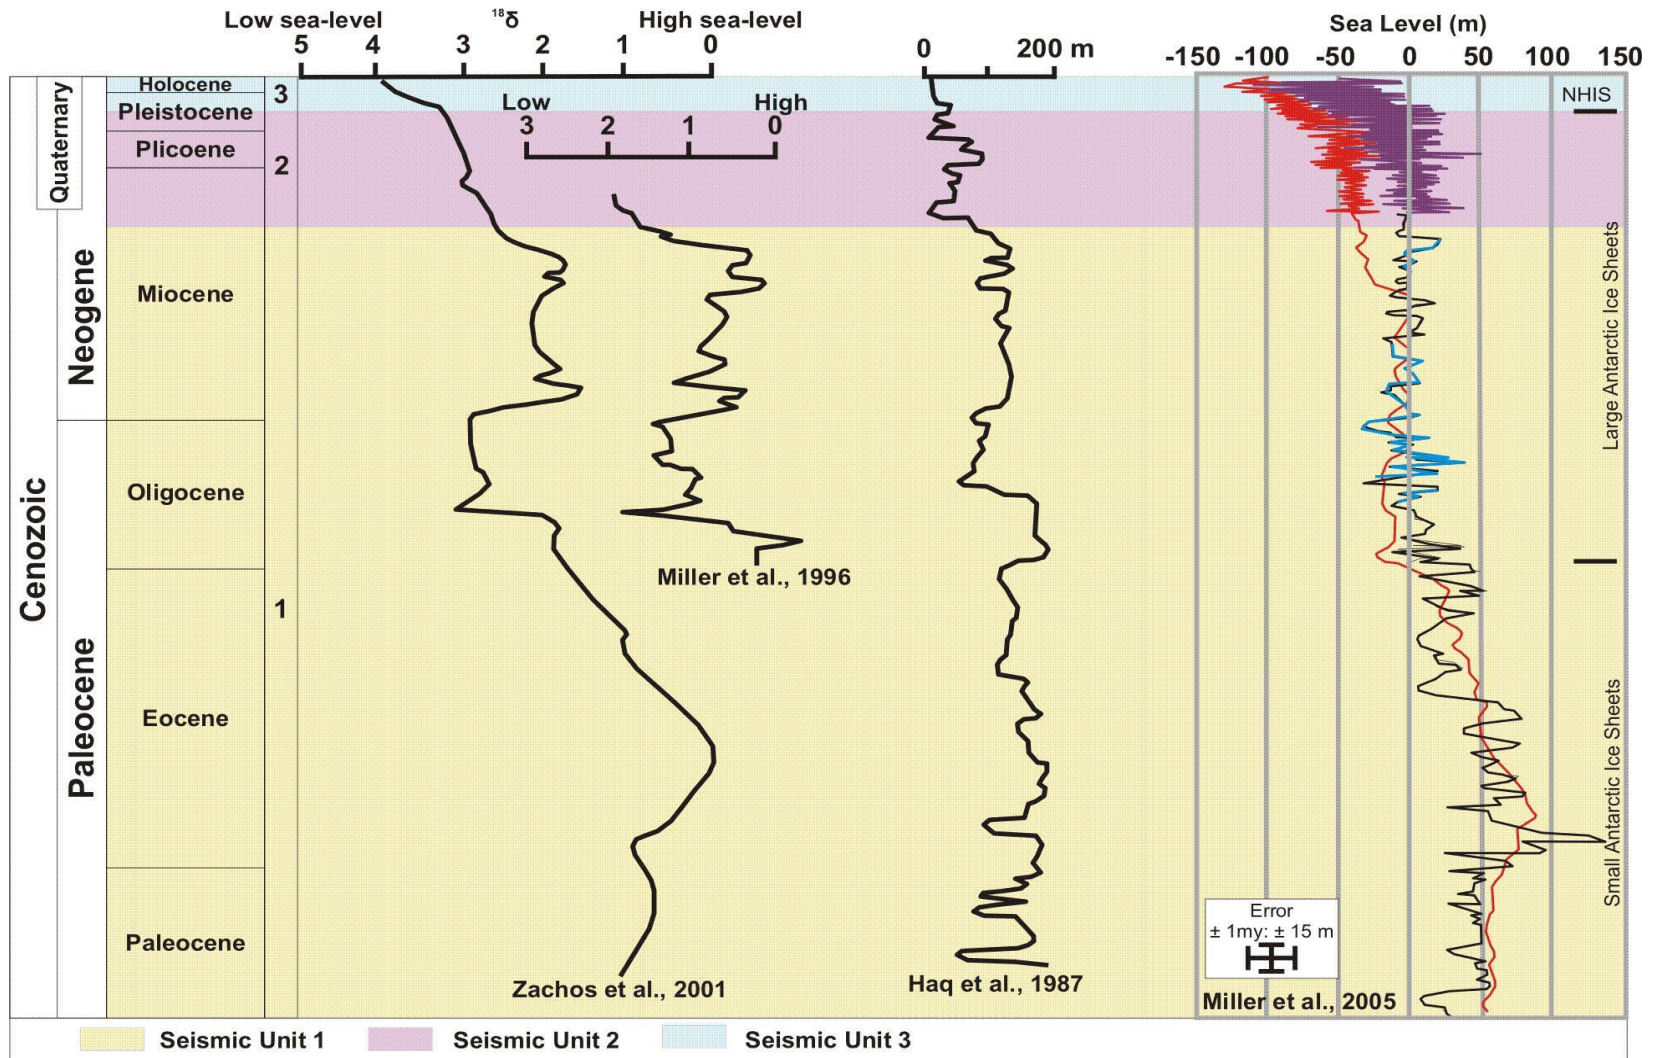 Low sea-level
18δ
High sea-level
5 4 3 2 1 0
0 200 m
Sea Level (m)
-150 -100 -50 0 50 100 150
Low High
3 2 1 0
Cenozoic
Quaternary
Neogene
Paleocene
Holocene
Pleistocene
Plicoene
Miocene
Oligocene
Eocene
Paleocene
3
2
1
Miller et al., 1996
Zachos et al., 2001
Haq et al., 1987
NHIS
Large Antarctic Ice Sheets
Small Antarctic Ice Sheets
Error
± 1my: ± 15 m
Miller et al., 2005
Seismic Unit 1
Seismic Unit 2
Seismic Unit 3